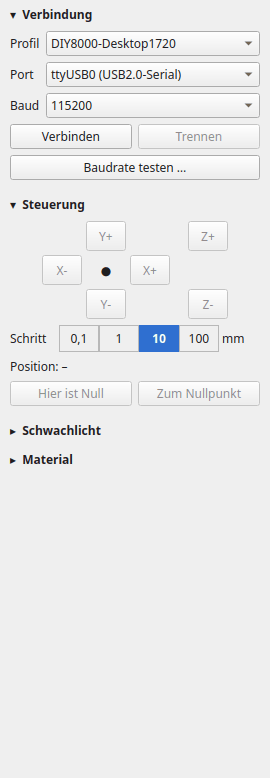 ▾ Verbindung
Profil DIY8000-Desktop1720
Port ttyUSB0 (USB2.0-Serial)
Baud 115200
Verbinden Trennen
Baudrate testen ...
▾ Steuerung
Y+ Z+
X- ● X+
Y- Z-
Schritt 0,1 1 10 100 mm
Position: –
Hier ist Null Zum Nullpunkt
▸ Schwachlicht
▸ Material